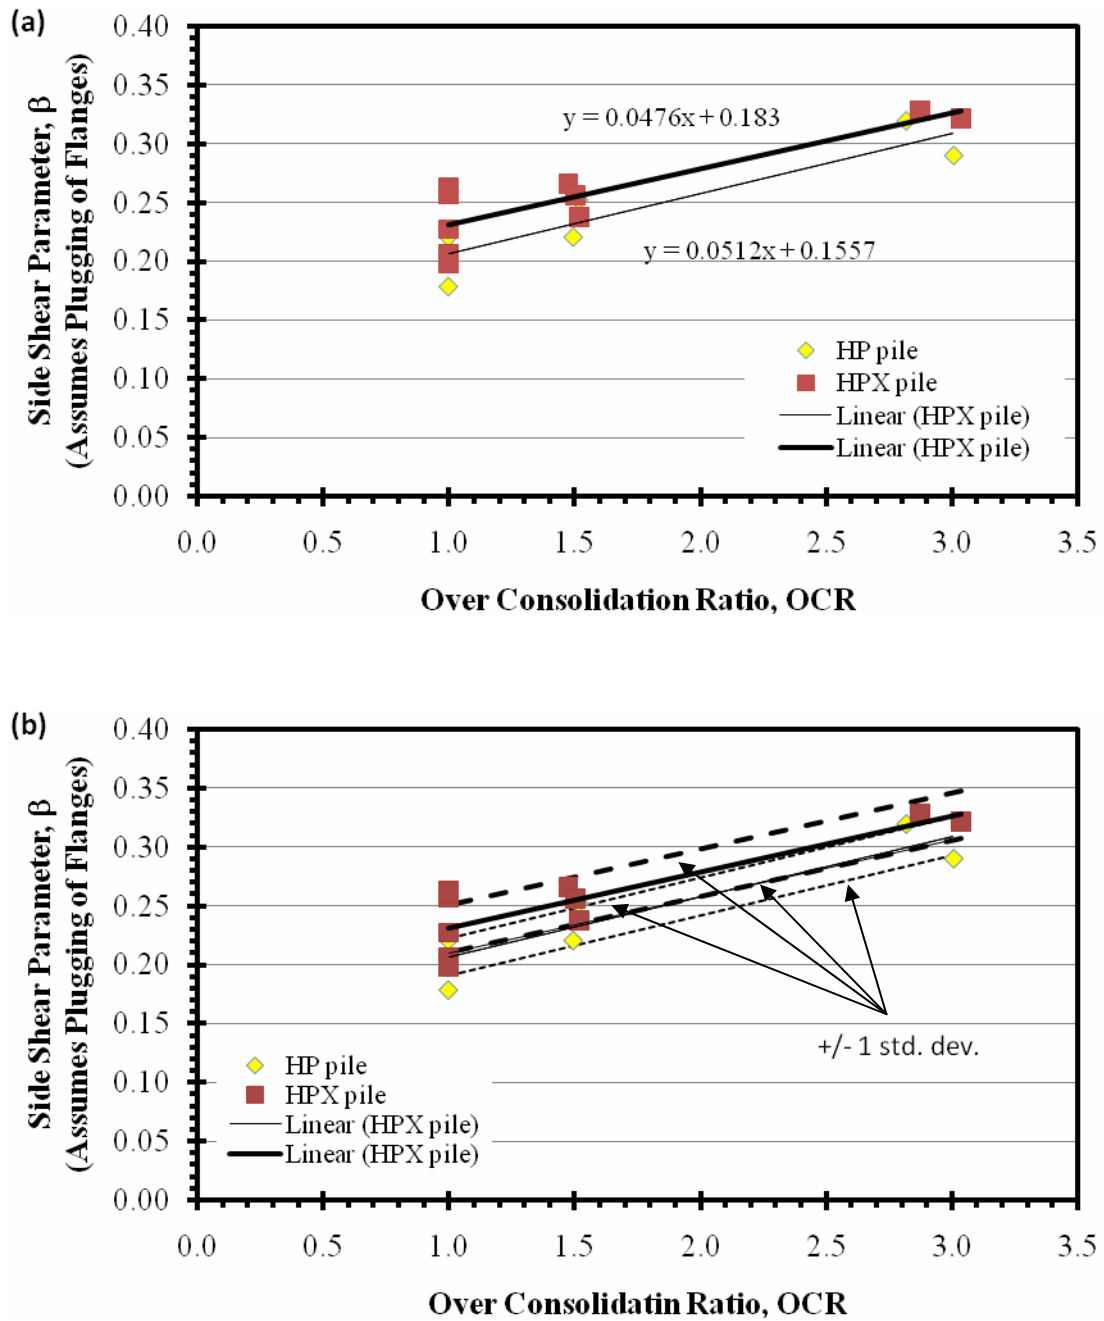 (a)
Side Shear Parameter, β
(Assumes Plugging of Flanges)
0.40
0.35
0.30
0.25
0.20
0.15
0.10
0.05
0.00
y = 0.0476x + 0.183
y = 0.0512x + 0.1557
HP pile
HPX pile
Linear (HPX pile)
Linear (HPX pile)
0.0 0.5 1.0 1.5 2.0 2.5 3.0 3.5
Over Consolidation Ratio, OCR
(b)
Side Shear Parameter, β
(Assumes Plugging of Flanges)
0.40
0.35
0.30
0.25
0.20
0.15
0.10
0.05
0.00
+/- 1 std. dev.
HP pile
HPX pile
Linear (HPX pile)
Linear (HPX pile)
0.0 0.5 1.0 1.5 2.0 2.5 3.0 3.5
Over Consolidatin Ratio, OCR